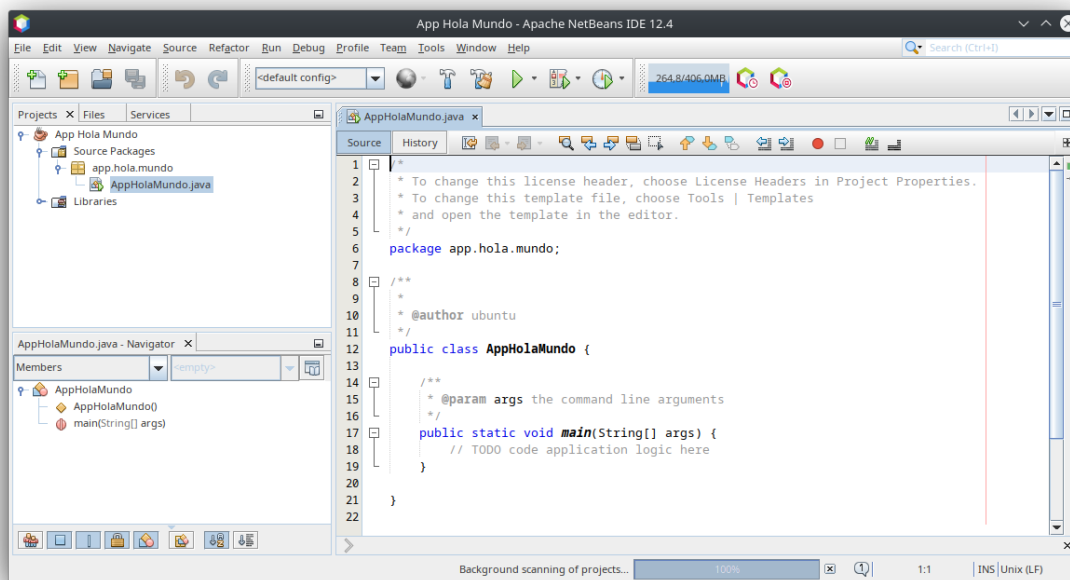 App Hola Mundo - Apache NetBeans IDE 12.4
File Edit View Navigate Source Refactor Run Debug Profile Team Tools Window Help
Search (Ctrl+I)
<default config>
264,8/406,0MB
Projects Files Services
App Hola Mundo
Source Packages
app.hola.mundo
AppHolaMundo.java
Libraries
AppHolaMundo.java - Navigator
Members
<empty>
AppHolaMundo
AppHolaMundo()
main(String[] args)
AppHolaMundo.java
Source History
1 /*
2 * To change this license header, choose License Headers in Project Properties.
3 * To change this template file, choose Tools | Templates
4 * and open the template in the editor.
5 */
6 package app.hola.mundo;
7
8 /**
9 *
10 * @author ubuntu
11 */
12 public class AppHolaMundo {
13
14 /**
15 * @param args the command line arguments
16 */
17 public static void main(String[] args) {
18 // TODO code application logic here
19 }
20
21 }
22
Background scanning of projects... 100% 1 1:1 INS Unix (LF)